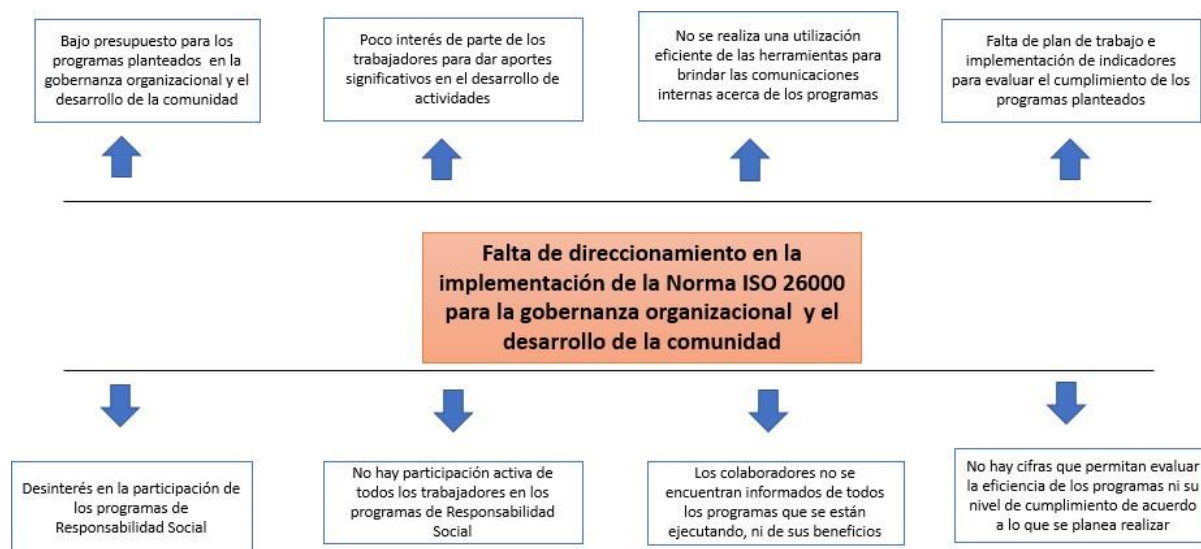 Bajo presupuesto para los
programas planteados en la
gobernanza organizacional y el
desarrollo de la comunidad
Poco interés de parte de los
trabajadores para dar aportes
significativos en el desarrollo de
actividades
No se realiza una utilización
eficiente de las herramientas para
brindar las comunicaciones
internas acerca de los programas
Falta de plan de trabajo e
implementación de indicadores
para evaluar el cumplimiento de los
programas planteados
Falta de direccionamiento en la
implementación de la Norma ISO 26000
para la gobernanza organizacional y el
desarrollo de la comunidad
Desinterés en la participación de
los programas de
Responsabilidad Social
No hay participación activa de
todos los trabajadores en los
programas de Responsabilidad
Social
Los colaboradores no se
encuentran informados de todos
los programas que se están
ejecutando, ni de sus beneficios
No hay cifras que permitan evaluar
la eficiencia de los programas ni su
nivel de cumplimiento de acuerdo
a lo que se planea realizar